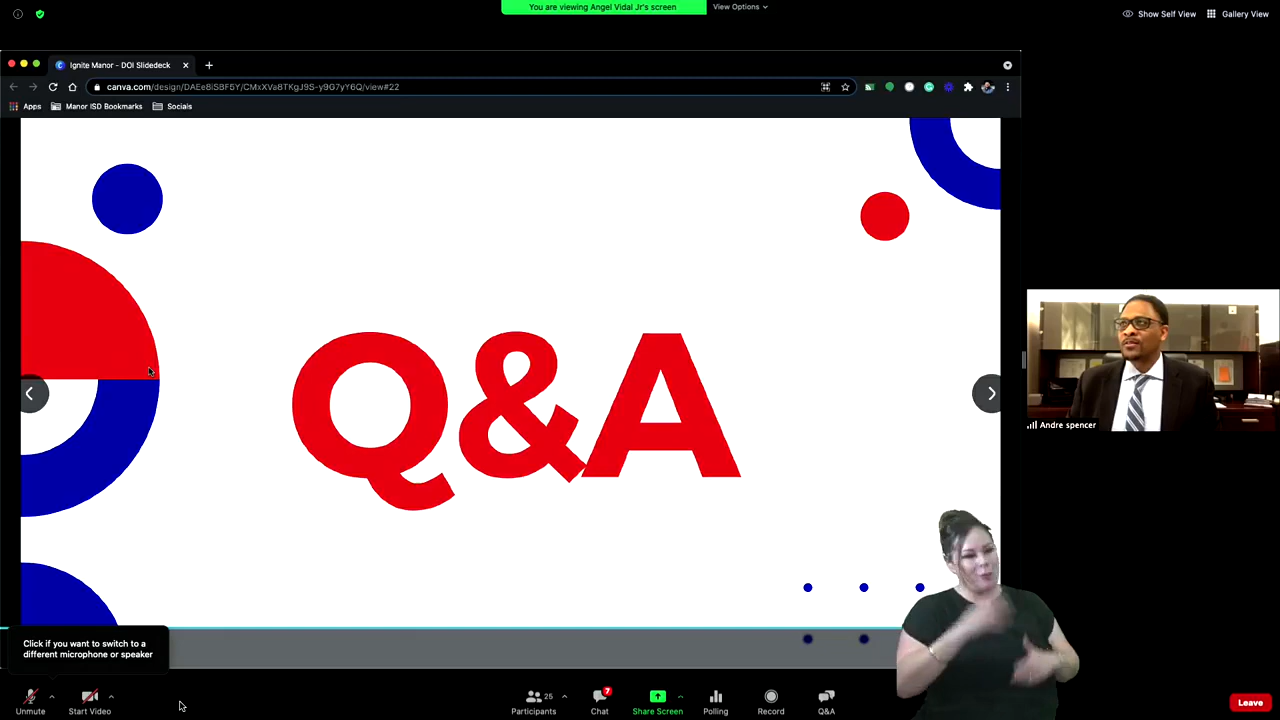 You are viewing Angel Vidal Jr's screen
View Options
Show Self View
Gallery View
Ignite Manor - DOI Slidedeck
canva.com/design/DAEe8iSBF5Y/CMxXVa8TKgJ9S-y9G7yY6Q/view#22
Apps
Manor ISD Bookmarks
Socials
Q&A
Andre spencer
Click if you want to switch to a
different microphone or speaker
Unmute
Start Video
Participants
25
Chat
7
Share Screen
Polling
Record
Q&A
Leave